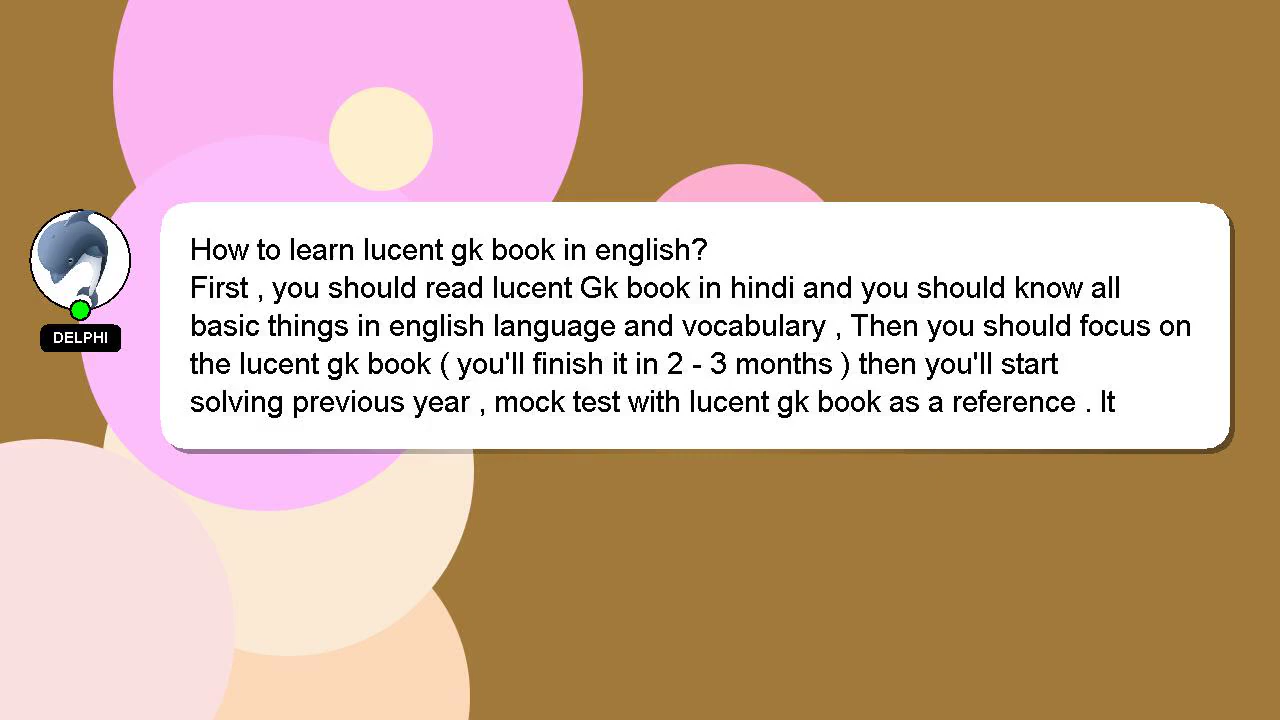 How to learn lucent gk book in english?
First , you should read lucent Gk book in hindi and you should know all
basic things in english language and vocabulary , Then you should focus on
the lucent gk book ( you'll finish it in 2 - 3 months ) then you'll start
solving previous year , mock test with lucent gk book as a reference . It
DELPHI